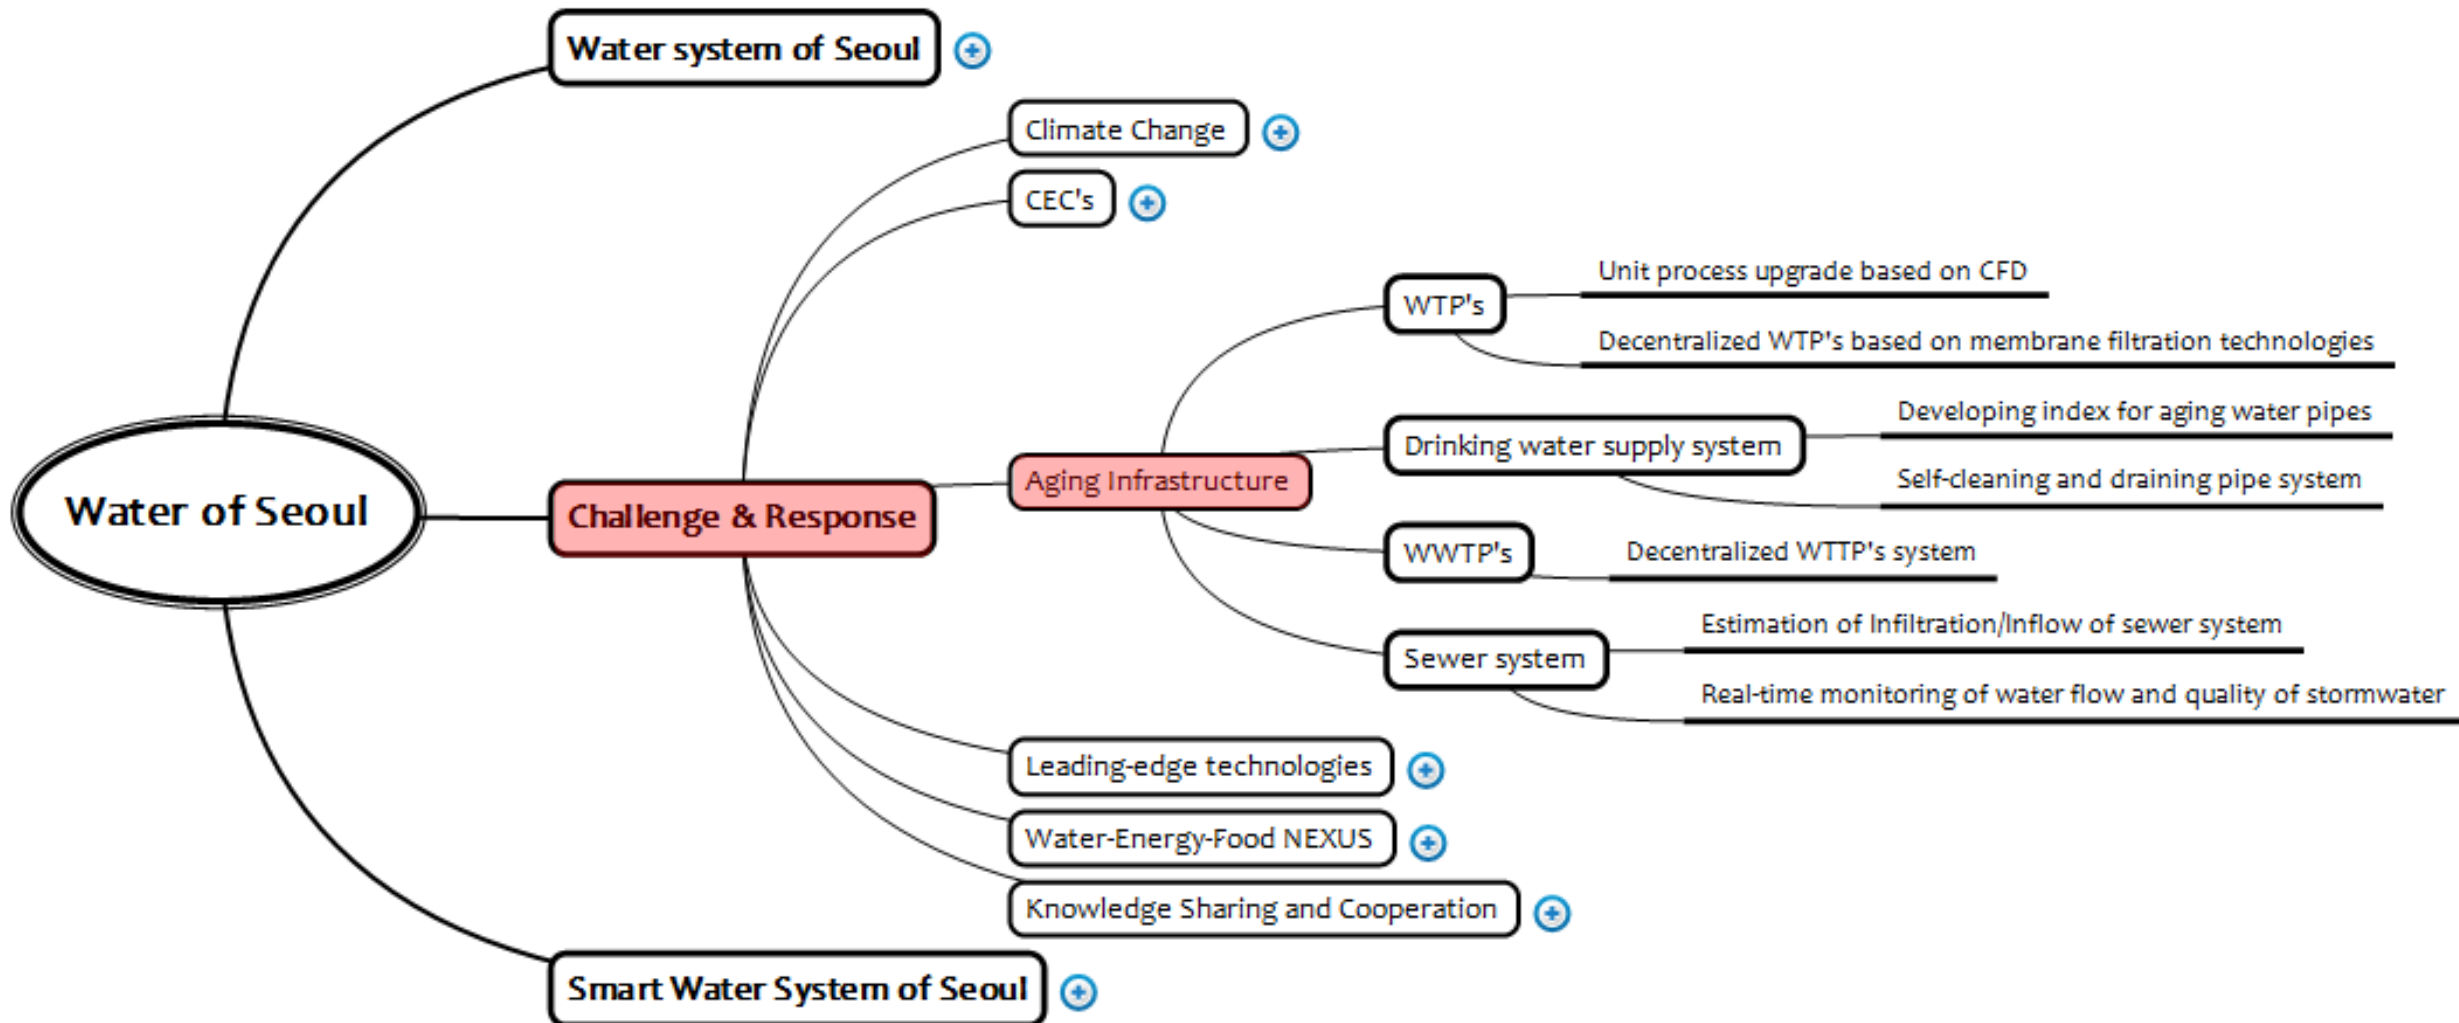 Water system of Seoul
Climate Change
CEC's
Unit process upgrade based on CFD
WTP's
Decentralized WTP's based on membrane filtration technologies
Developing index for aging water pipes
Drinking water supply system
Aging Infrastructure
Self-cleaning and draining pipe system
Water of Seoul
Challenge & Response
WWTP's
Decentralized WTTP's system
Estimation of Infiltration/Inflow of sewer system
Sewer system
Real-time monitoring of water flow and quality of stormwater
Leading-edge technologies
Water-Energy-Food NEXUS
Knowledge Sharing and Cooperation
Smart Water System of Seoul